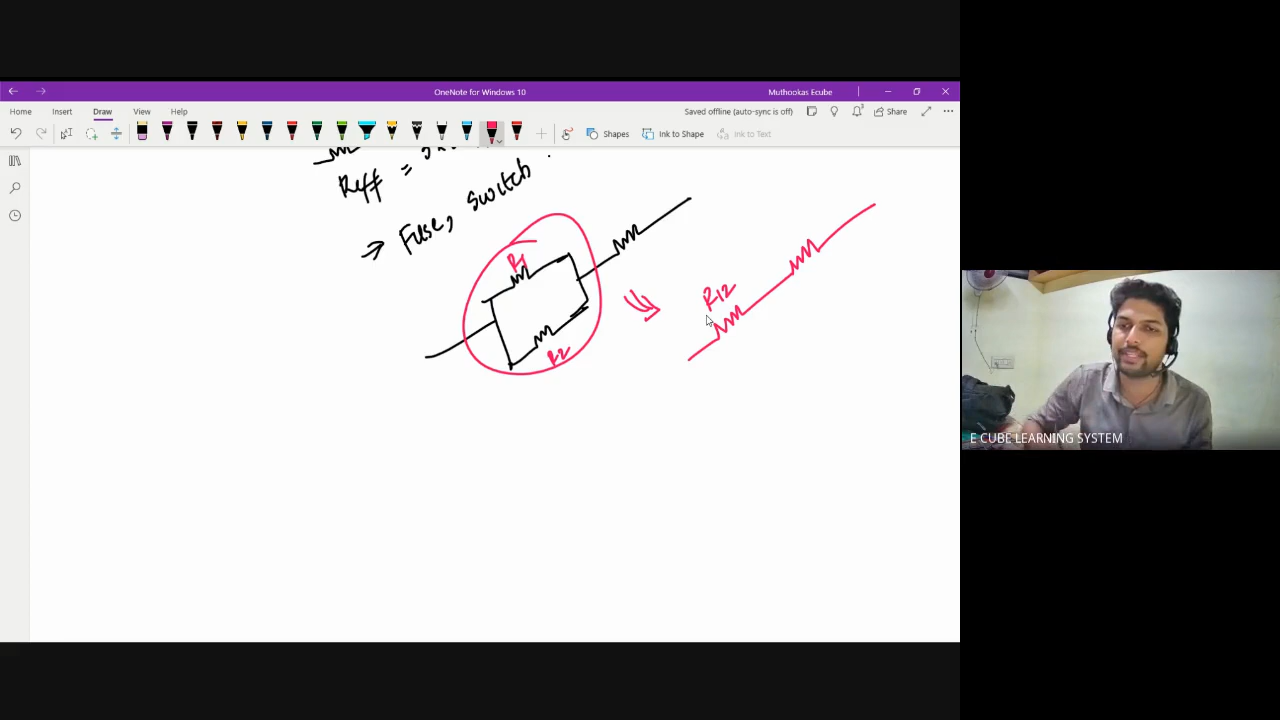 OneNote for Windows 10
Muthookas Ecube
Home Insert Draw View Help
Saved offline (auto-sync is off)
Share
Shapes
Ink to Shape
Ink to Text
Reff =
⇒ Fuse, Switch.
R1
R2
R12
E CUBE LEARNING SYSTEM